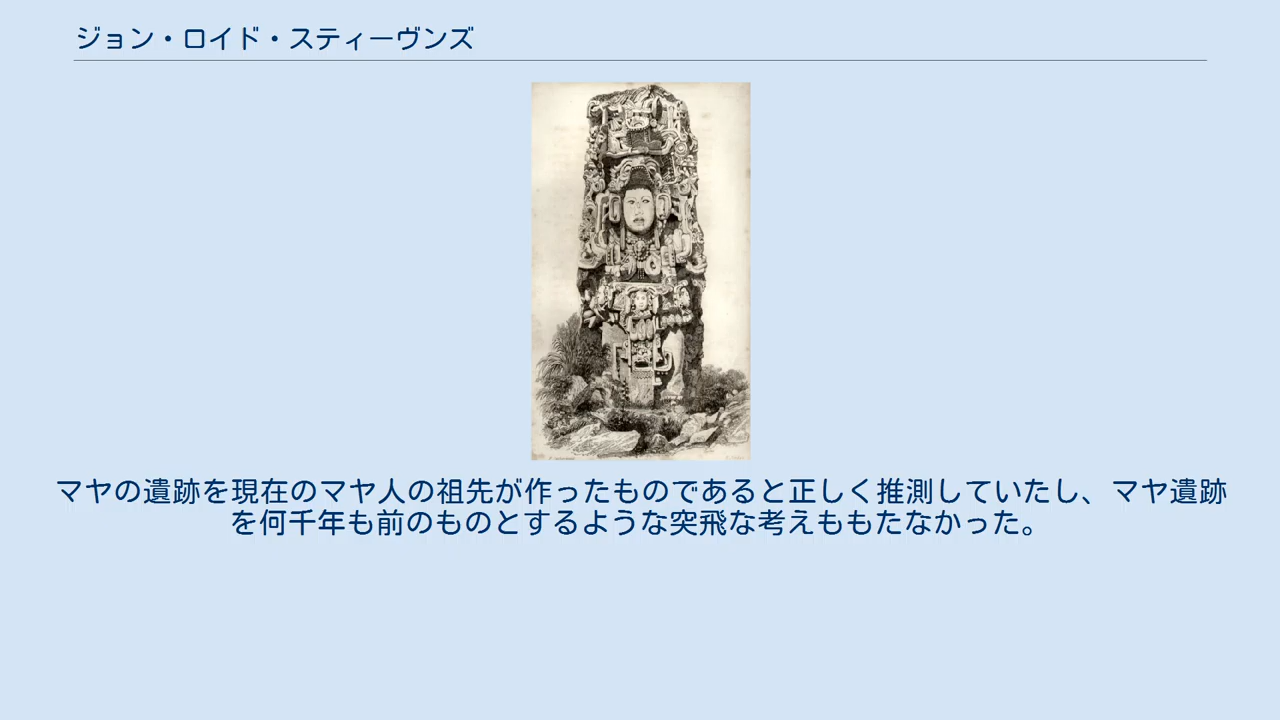 ジョン・ロイド・スティーヴンズ
マヤの遺跡を現在のマヤ人の祖先が作ったものであると正しく推測していたし、マヤ遺跡
を何千年も前のものとするような突飛な考えももたなかった。